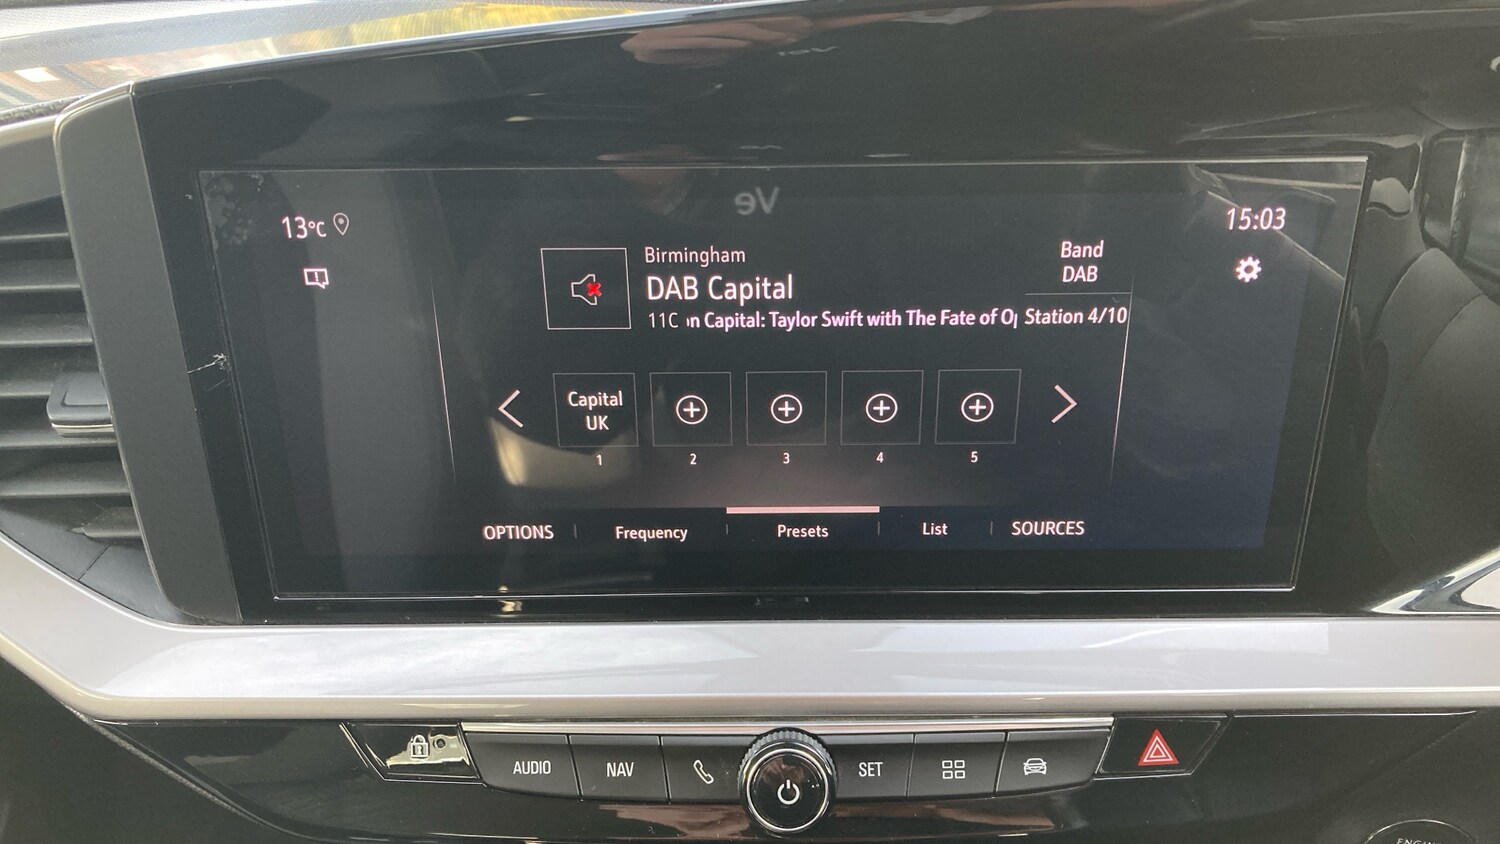 13°C
15:03
Birmingham
DAB Capital
11C
n Capital: Taylor Swift with The Fate of O
Band
DAB
Station 4/10
Capital
UK
1
2
3
4
5
OPTIONS
Frequency
Presets
List
SOURCES
AUDIO
NAV
SET